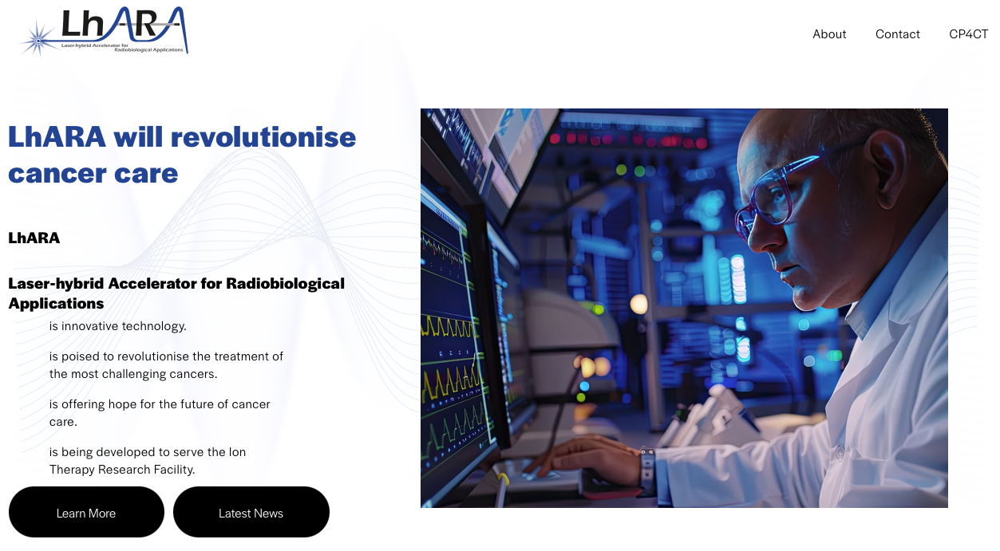 LhARA
Laser-hybrid Accelerator for
Radiobiological Applications
About
Contact
CP4CT
LhARA will revolutionise
cancer care
LhARA
Laser-hybrid Accelerator for Radiobiological
Applications
is innovative technology.
is poised to revolutionise the treatment of
the most challenging cancers.
is offering hope for the future of cancer
care.
is being developed to serve the Ion
Therapy Research Facility.
Learn More
Latest News